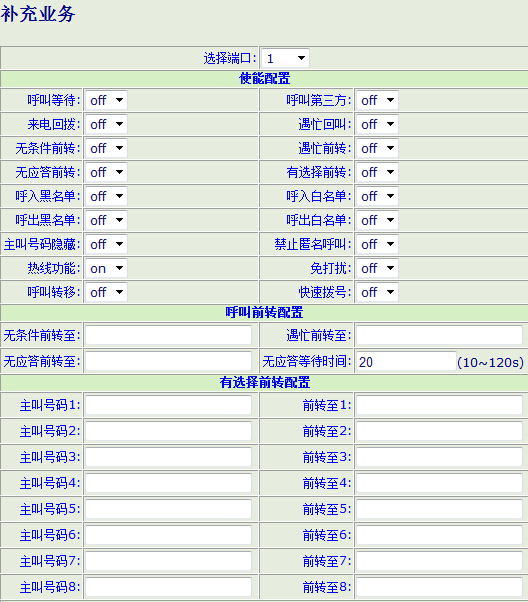 补充业务
选择端口: 1
使能配置
呼叫等待: off 呼叫第三方: off
来电回拨: off 遇忙回叫: off
无条件前转: off 遇忙前转: off
无应答前转: off 有选择前转: off
呼入黑名单: off 呼入白名单: off
呼出黑名单: off 呼出白名单: off
主叫号码隐藏: off 禁止匿名呼叫: off
热线功能: on 免打扰: off
呼叫转移: off 快速拨号: off
呼叫前转配置
无条件前转至: 遇忙前转至:
无应答前转至: 无应答等待时间: 20 (10~120s)
有选择前转配置
主叫号码1: 前转至1:
主叫号码2: 前转至2:
主叫号码3: 前转至3:
主叫号码4: 前转至4:
主叫号码5: 前转至5:
主叫号码6: 前转至6:
主叫号码7: 前转至7:
主叫号码8: 前转至8: